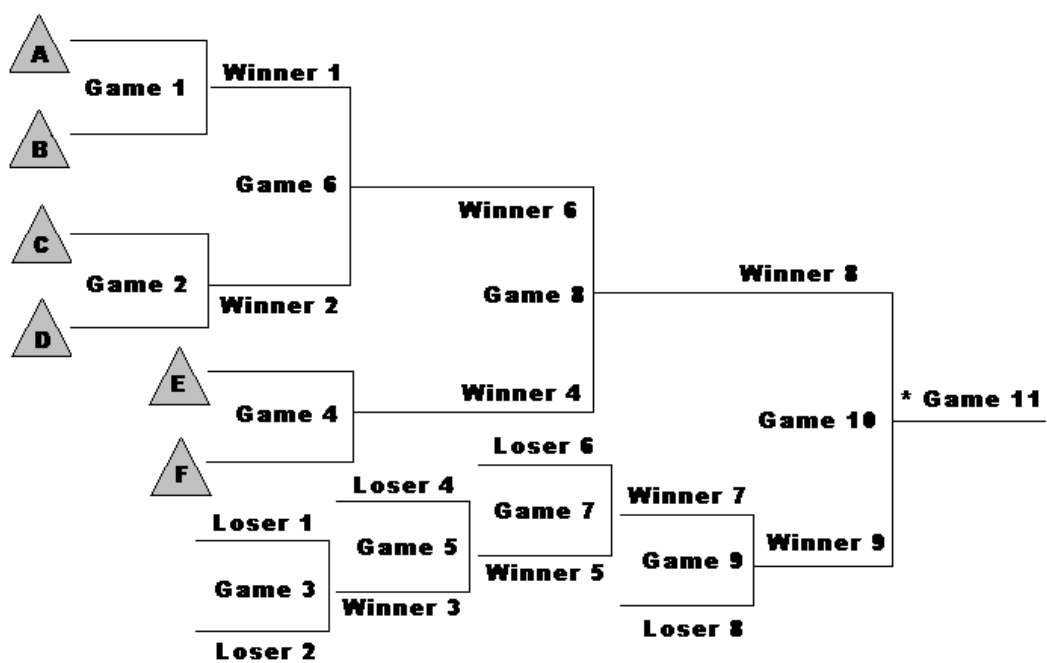 A
Game 1
Winner 1
B
Game 6
Winner 6
C
Game 2
Winner 2
D
Game 8
Winner 8
E
Game 4
Winner 4
F
Game 10
* Game 11
Loser 6
Loser 4
Game 7
Winner 7
Loser 1
Game 5
Winner 5
Game 9
Winner 9
Game 3
Winner 3
Loser 8
Loser 2